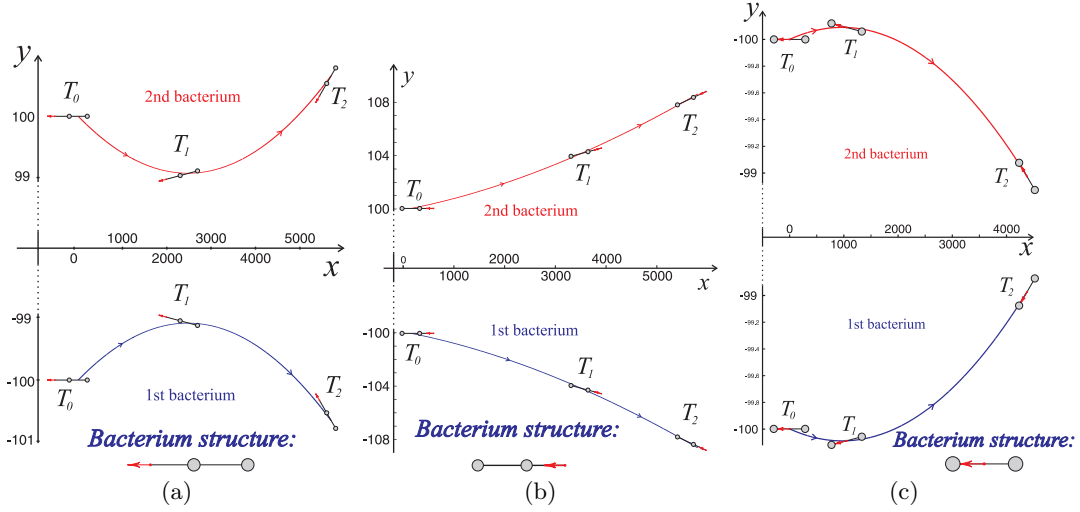 y
T0
2nd bacterium
T2
100
T1
99
0
1000
2000
4000
5000
x
-99
T1
-100
T0
1st bacterium
T2
-101
Bacterium structure:
(a)
y
108
T2
104
T1
T0
100
2nd bacterium
0
1000
2000
3000
4000
5000
x
-100
T0
1st bacterium
T1
-104
T2
-108
Bacterium structure:
(b)
y
-100
T0
T1
-99.8
-99.6
-99.4
-99.2
2nd bacterium
-99
T2
0
1000
2000
4000
x
-99
T2
-99.2
1st bacterium
-99.4
-99.6
-99.8
T0
-100
T1
Bacterium structure:
(c)